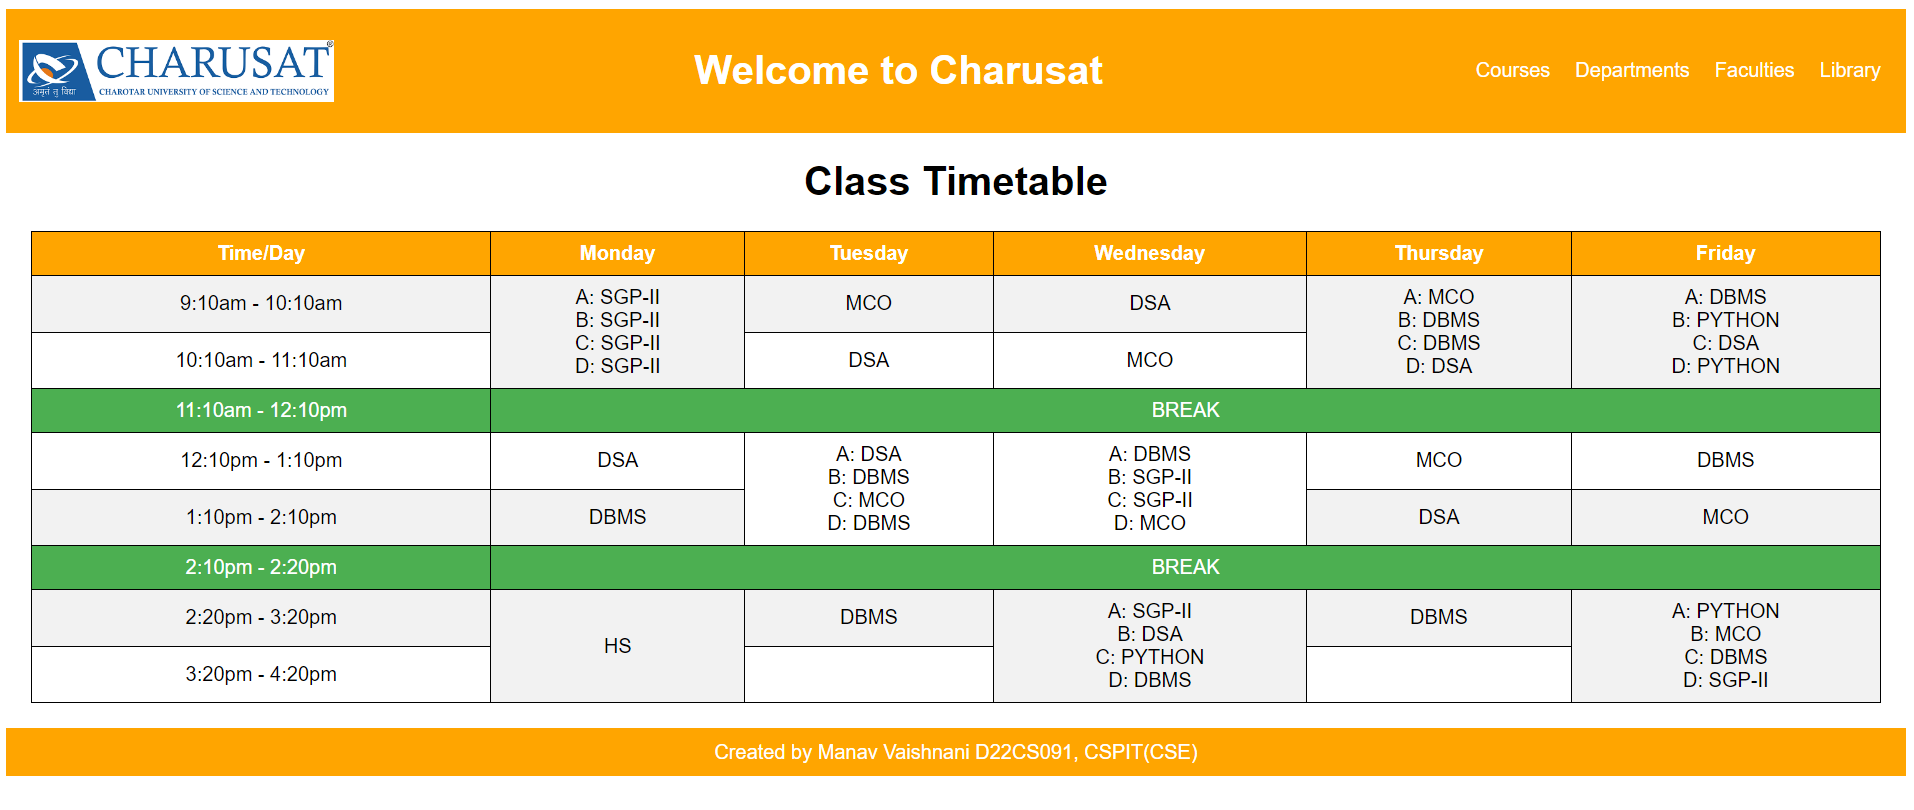 CHARUSAT®
अमृतं तु विद्या
CHAROTAR UNIVERSITY OF SCIENCE AND TECHNOLOGY
Welcome to Charusat
Courses Departments Faculties Library
Class Timetable
Time/Day Monday Tuesday Wednesday Thursday Friday
9:10am - 10:10am
A: SGP-II
B: SGP-II
C: SGP-II
D: SGP-II
MCO
DSA
A: MCO
B: DBMS
C: DBMS
D: DSA
A: DBMS
B: PYTHON
C: DSA
D: PYTHON
10:10am - 11:10am
DSA
MCO
11:10am - 12:10pm BREAK
12:10pm - 1:10pm
DSA
A: DSA
B: DBMS
C: MCO
D: DBMS
A: DBMS
B: SGP-II
C: SGP-II
D: MCO
MCO
DBMS
1:10pm - 2:10pm
DBMS
DSA
MCO
2:10pm - 2:20pm BREAK
2:20pm - 3:20pm
HS
DBMS
A: SGP-II
B: DSA
C: PYTHON
D: DBMS
DBMS
A: PYTHON
B: MCO
C: DBMS
D: SGP-II
3:20pm - 4:20pm
Created by Manav Vaishnani D22CS091, CSPIT(CSE)